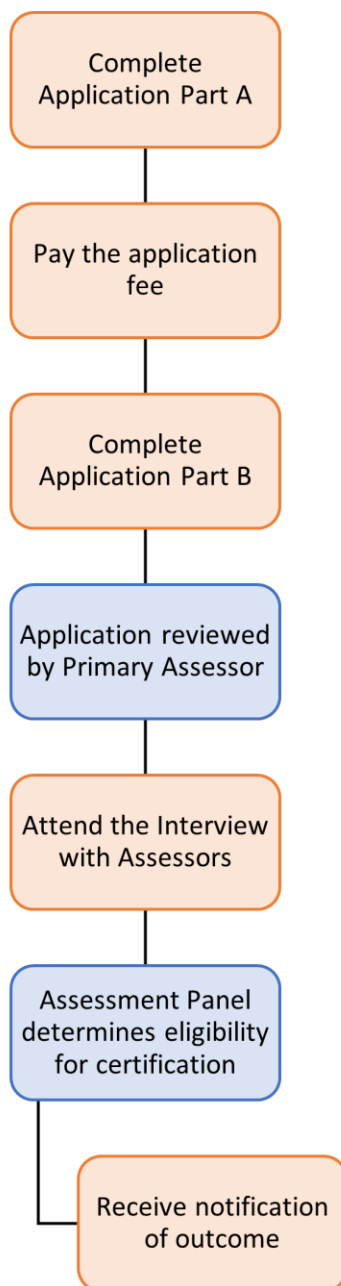 Complete
Application Part A
Pay the application
fee
Complete
Application Part B
Application reviewed
by Primary Assessor
Attend the Interview
with Assessors
Assessment Panel
determines eligibility
for certification
Receive notification
of outcome